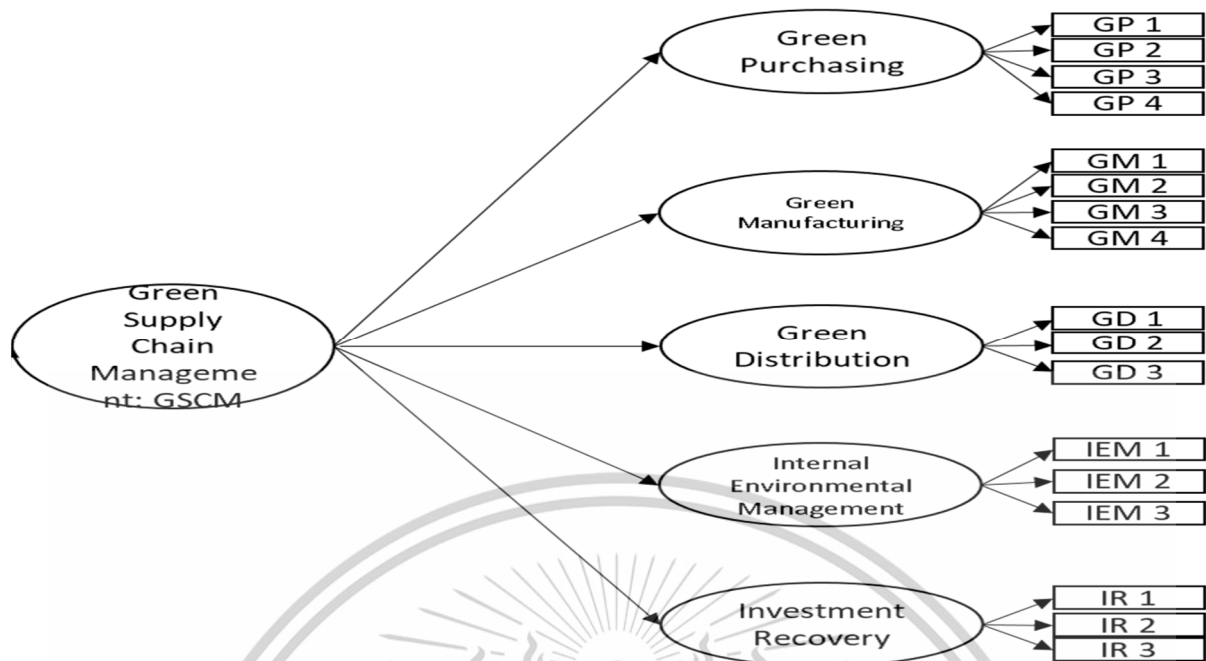 Green
Purchasing
GP 1
GP 2
GP 3
GP 4
Green
Manufacturing
GM 1
GM 2
GM 3
GM 4
Green
Supply
Chain
Manageme
nt: GSCM
Green
Distribution
GD 1
GD 2
GD 3
Internal
Environmental
Management
IEM 1
IEM 2
IEM 3
Investment
Recovery
IR 1
IR 2
IR 3